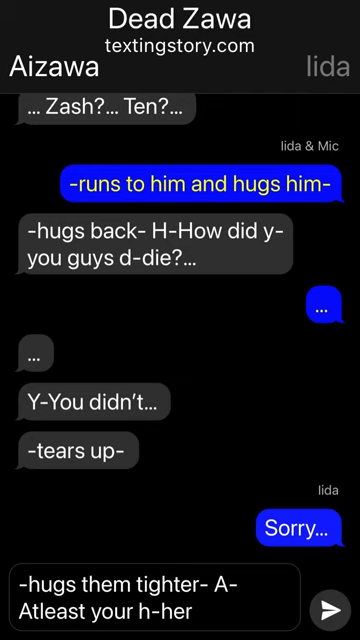 Dead Zawa
textingstory.com
Aizawa
Iida
... Zash?... Ten?...
Iida & Mic
-runs to him and hugs him-
-hugs back- H-How did y-
you guys d-die?...
...
...
Y-You didn't...
-tears up-
Iida
Sorry...
-hugs them tighter- A-
Atleast your h-her